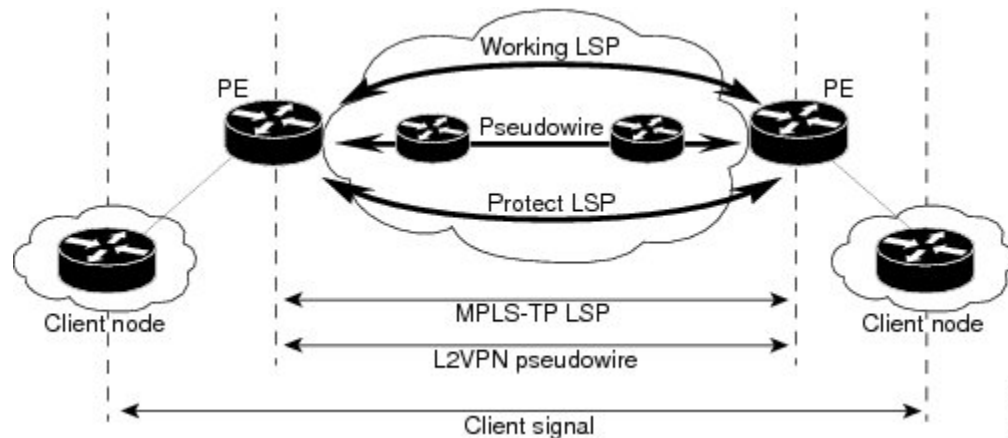 Working LSP
PE
PE
Pseudowire
Protect LSP
Client node
MPLS-TP LSP
Client node
L2VPN pseudowire
Client signal